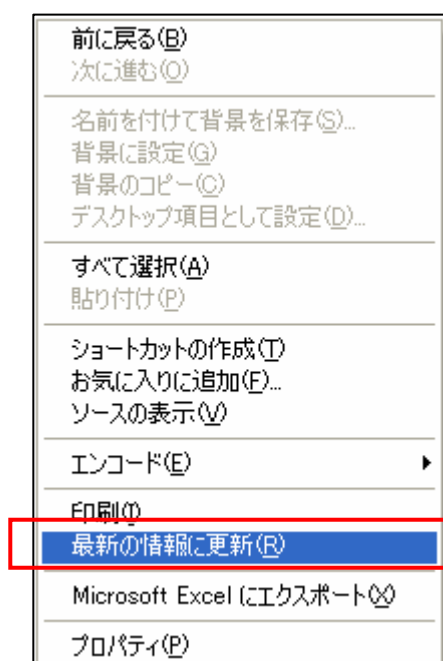 前に戻る(B)
次に進む(O)
名前を付けて背景を保存(S)...
背景に設定(G)
背景のコピー(C)
デスクトップ項目として設定(D)...
すべて選択(A)
貼り付け(P)
ショートカットの作成(T)
お気に入りに追加(F)...
ソースの表示(V)
エンコード(E)
印刷(I)
最新の情報に更新(R)
Microsoft Excel にエクスポート(X)
プロパティ(P)